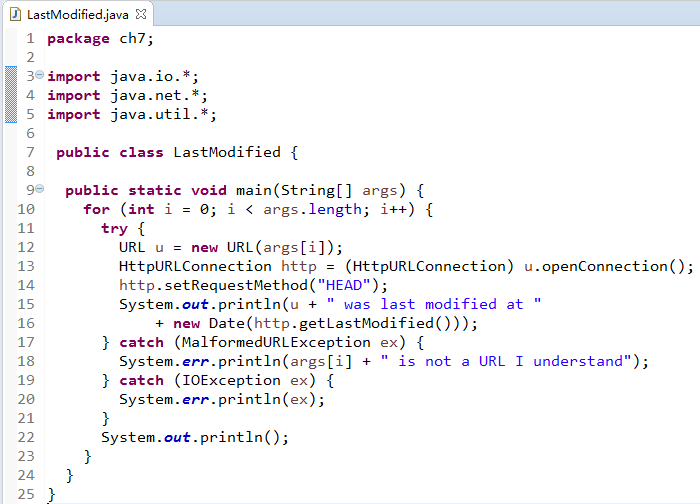 LastModified.java
1 package ch7;
2
3 import java.io.*;
4 import java.net.*;
5 import java.util.*;
6
7 public class LastModified {
8
9 public static void main(String[] args) {
10 for (int i = 0; i < args.length; i++) {
11 try {
12 URL u = new URL(args[i]);
13 HttpURLConnection http = (HttpURLConnection) u.openConnection();
14 http.setRequestMethod("HEAD");
15 System.out.println(u + " was last modified at "
16 + new Date(http.getLastModified()));
17 } catch (MalformedURLException ex) {
18 System.err.println(args[i] + " is not a URL I understand");
19 } catch (IOException ex) {
20 System.err.println(ex);
21 }
22 System.out.println();
23 }
24 }
25 }